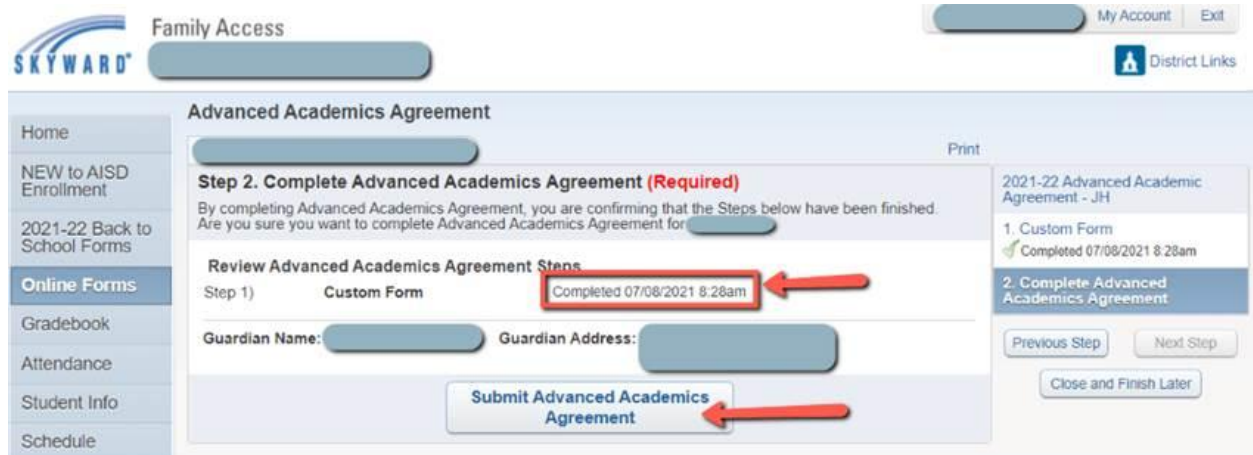 Family Access
My Account Exit
SKYWARD
District Links
Home
NEW to AISD
Enrollment
2021-22 Back to
School Forms
Online Forms
Gradebook
Attendance
Student Info
Schedule
Advanced Academics Agreement
Print
Step 2. Complete Advanced Academics Agreement (Required)
By completing Advanced Academics Agreement, you are confirming that the Steps below have been finished.
Are you sure you want to complete Advanced Academics Agreement for
Review Advanced Academics Agreement Steps
Step 1) Custom Form Completed 07/08/2021 8:28am
Guardian Name: Guardian Address:
Submit Advanced Academics
Agreement
2021-22 Advanced Academic
Agreement - JH
1. Custom Form
Completed 07/08/2021 8:28am
2. Complete Advanced
Academics Agreement
Previous Step Next Step
Close and Finish Later